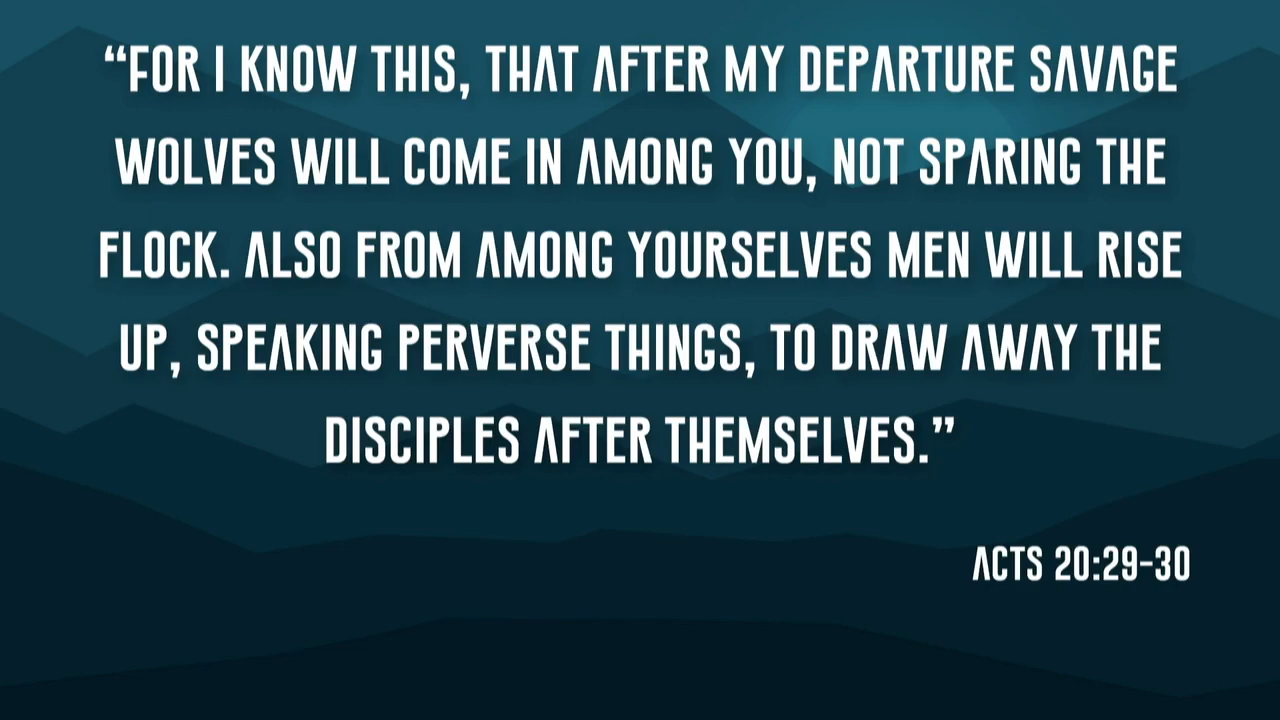 “FOR I KNOW THIS, THAT AFTER MY DEPARTURE SAVAGE
WOLVES WILL COME IN AMONG YOU, NOT SPARING THE
FLOCK. ALSO FROM AMONG YOURSELVES MEN WILL RISE
UP, SPEAKING PERVERSE THINGS, TO DRAW AWAY THE
DISCIPLES AFTER THEMSELVES.”
ACTS 20:29-30